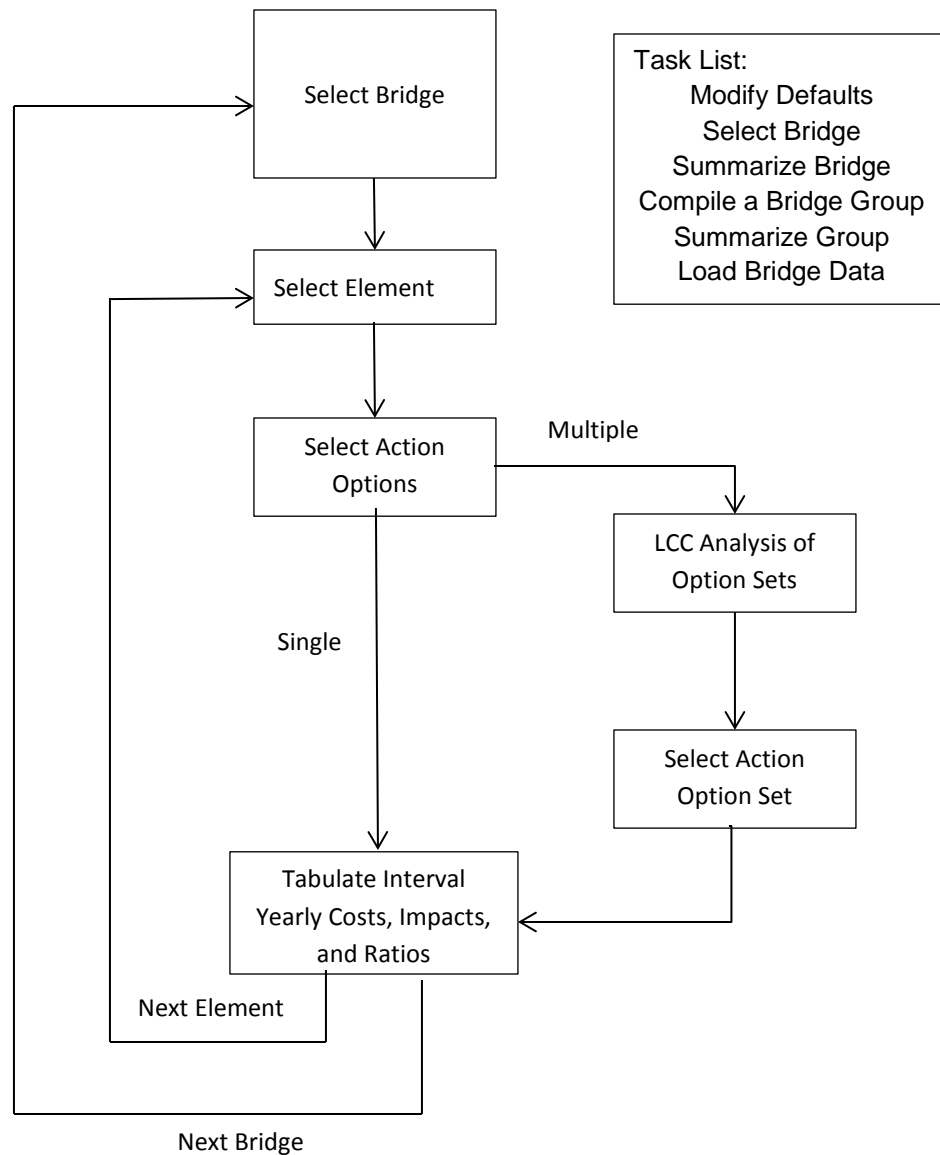 Select Bridge
Task List:
Modify Defaults
Select Bridge
Summarize Bridge
Compile a Bridge Group
Summarize Group
Load Bridge Data
Select Element
Select Action
Options
Multiple
LCC Analysis of
Option Sets
Single
Select Action
Option Set
Tabulate Interval
Yearly Costs, Impacts,
and Ratios
Next Element
Next Bridge